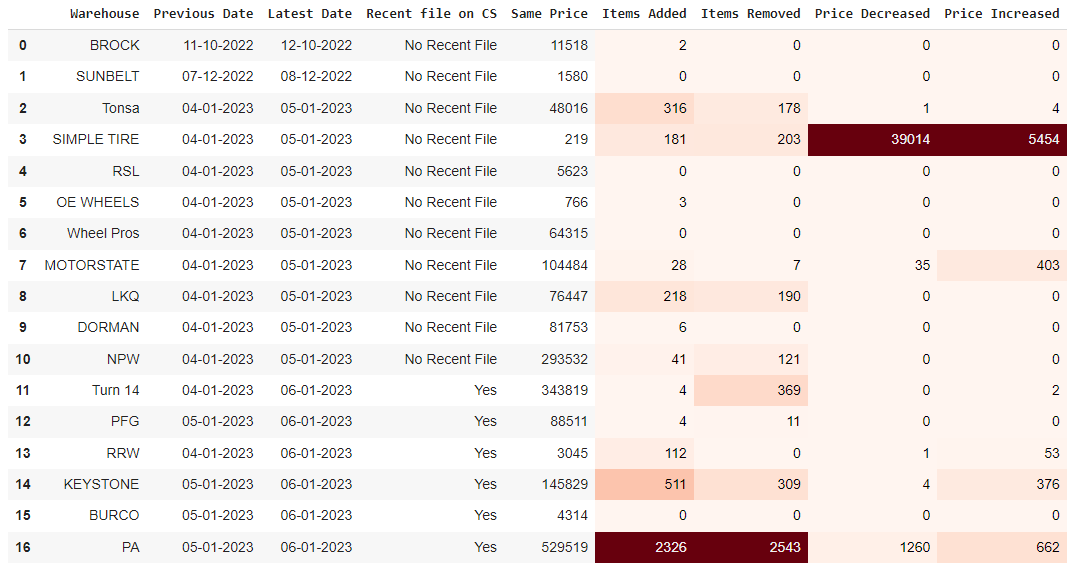 Warehouse Previous Date Latest Date Recent file on CS Same Price Items Added Items Removed Price Decreased Price Increased
0 BROCK 11-10-2022 12-10-2022 No Recent File 11518 2 0 0 0
1 SUNBELT 07-12-2022 08-12-2022 No Recent File 1580 0 0 0 0
2 Tonsa 04-01-2023 05-01-2023 No Recent File 48016 316 178 1 4
3 SIMPLE TIRE 04-01-2023 05-01-2023 No Recent File 219 181 203 39014 5454
4 RSL 04-01-2023 05-01-2023 No Recent File 5623 0 0 0 0
5 OE WHEELS 04-01-2023 05-01-2023 No Recent File 766 3 0 0 0
6 Wheel Pros 04-01-2023 05-01-2023 No Recent File 64315 0 0 0 0
7 MOTORSTATE 04-01-2023 05-01-2023 No Recent File 104484 28 7 35 403
8 LKQ 04-01-2023 05-01-2023 No Recent File 76447 218 190 0 0
9 DORMAN 04-01-2023 05-01-2023 No Recent File 81753 6 0 0 0
10 NPW 04-01-2023 05-01-2023 No Recent File 293532 41 121 0 0
11 Turn 14 04-01-2023 06-01-2023 Yes 343819 4 369 0 2
12 PFG 05-01-2023 06-01-2023 Yes 88511 4 11 0 0
13 RRW 04-01-2023 06-01-2023 Yes 3045 112 0 1 53
14 KEYSTONE 05-01-2023 06-01-2023 Yes 145829 511 309 4 376
15 BURCO 05-01-2023 06-01-2023 Yes 4314 0 0 0 0
16 PA 05-01-2023 06-01-2023 Yes 529519 2326 2543 1260 662